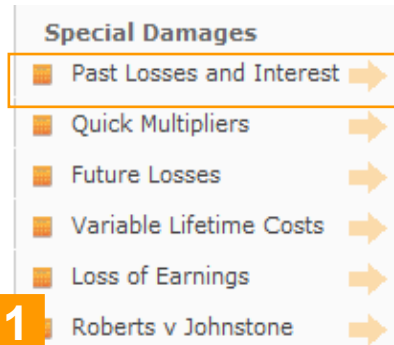 Special Damages
Past Losses and Interest
Quick Multipliers
Future Losses
Variable Lifetime Costs
Loss of Earnings
1
Roberts v Johnstone